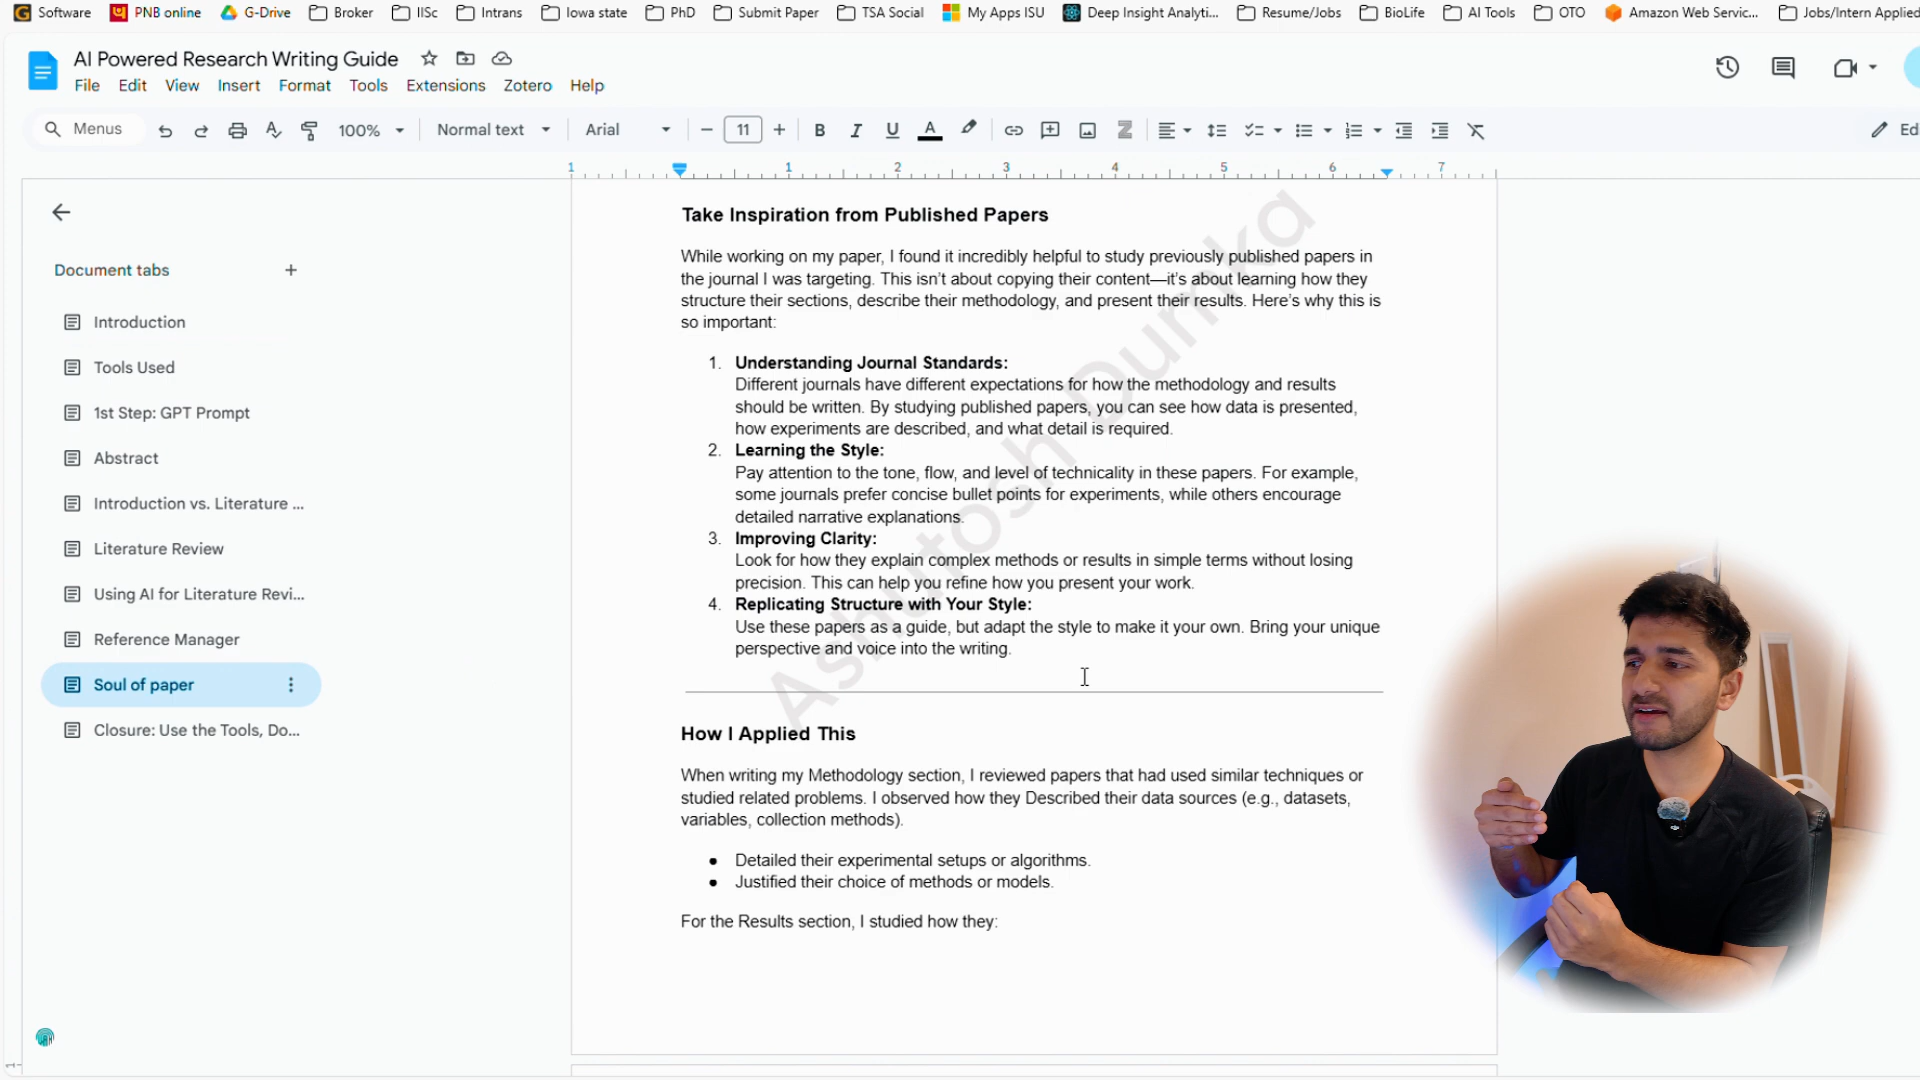 Software PNB online G-Drive Broker IISc Intrans Iowa state PhD Submit Paper TSA Social My Apps ISU Deep Insight Analyti... Resume/Jobs BioLife AI Tools OTO Amazon Web Servic... Jobs/Intern Applied
AI Powered Research Writing Guide
File Edit View Insert Format Tools Extensions Zotero Help
Menus 100% Normal text Arial 11 Edi
1 1 2 3 4 5 6 7
Document tabs
Introduction
Tools Used
1st Step: GPT Prompt
Abstract
Introduction vs. Literature ...
Literature Review
Using AI for Literature Revi...
Reference Manager
Soul of paper
Closure: Use the Tools, Do...
Take Inspiration from Published Papers
While working on my paper, I found it incredibly helpful to study previously published papers in
the journal I was targeting. This isn’t about copying their content—it’s about learning how they
structure their sections, describe their methodology, and present their results. Here’s why this is
so important:
1. Understanding Journal Standards:
Different journals have different expectations for how the methodology and results
should be written. By studying published papers, you can see how data is presented,
how experiments are described, and what detail is required.
2. Learning the Style:
Pay attention to the tone, flow, and level of technicality in these papers. For example,
some journals prefer concise bullet points for experiments, while others encourage
detailed narrative explanations.
3. Improving Clarity:
Look for how they explain complex methods or results in simple terms without losing
precision. This can help you refine how you present your work.
4. Replicating Structure with Your Style:
Use these papers as a guide, but adapt the style to make it your own. Bring your unique
perspective and voice into the writing.
How I Applied This
When writing my Methodology section, I reviewed papers that had used similar techniques or
studied related problems. I observed how they Described their data sources (e.g., datasets,
variables, collection methods).
● Detailed their experimental setups or algorithms.
● Justified their choice of methods or models.
For the Results section, I studied how they:
Ashutosh Dumka